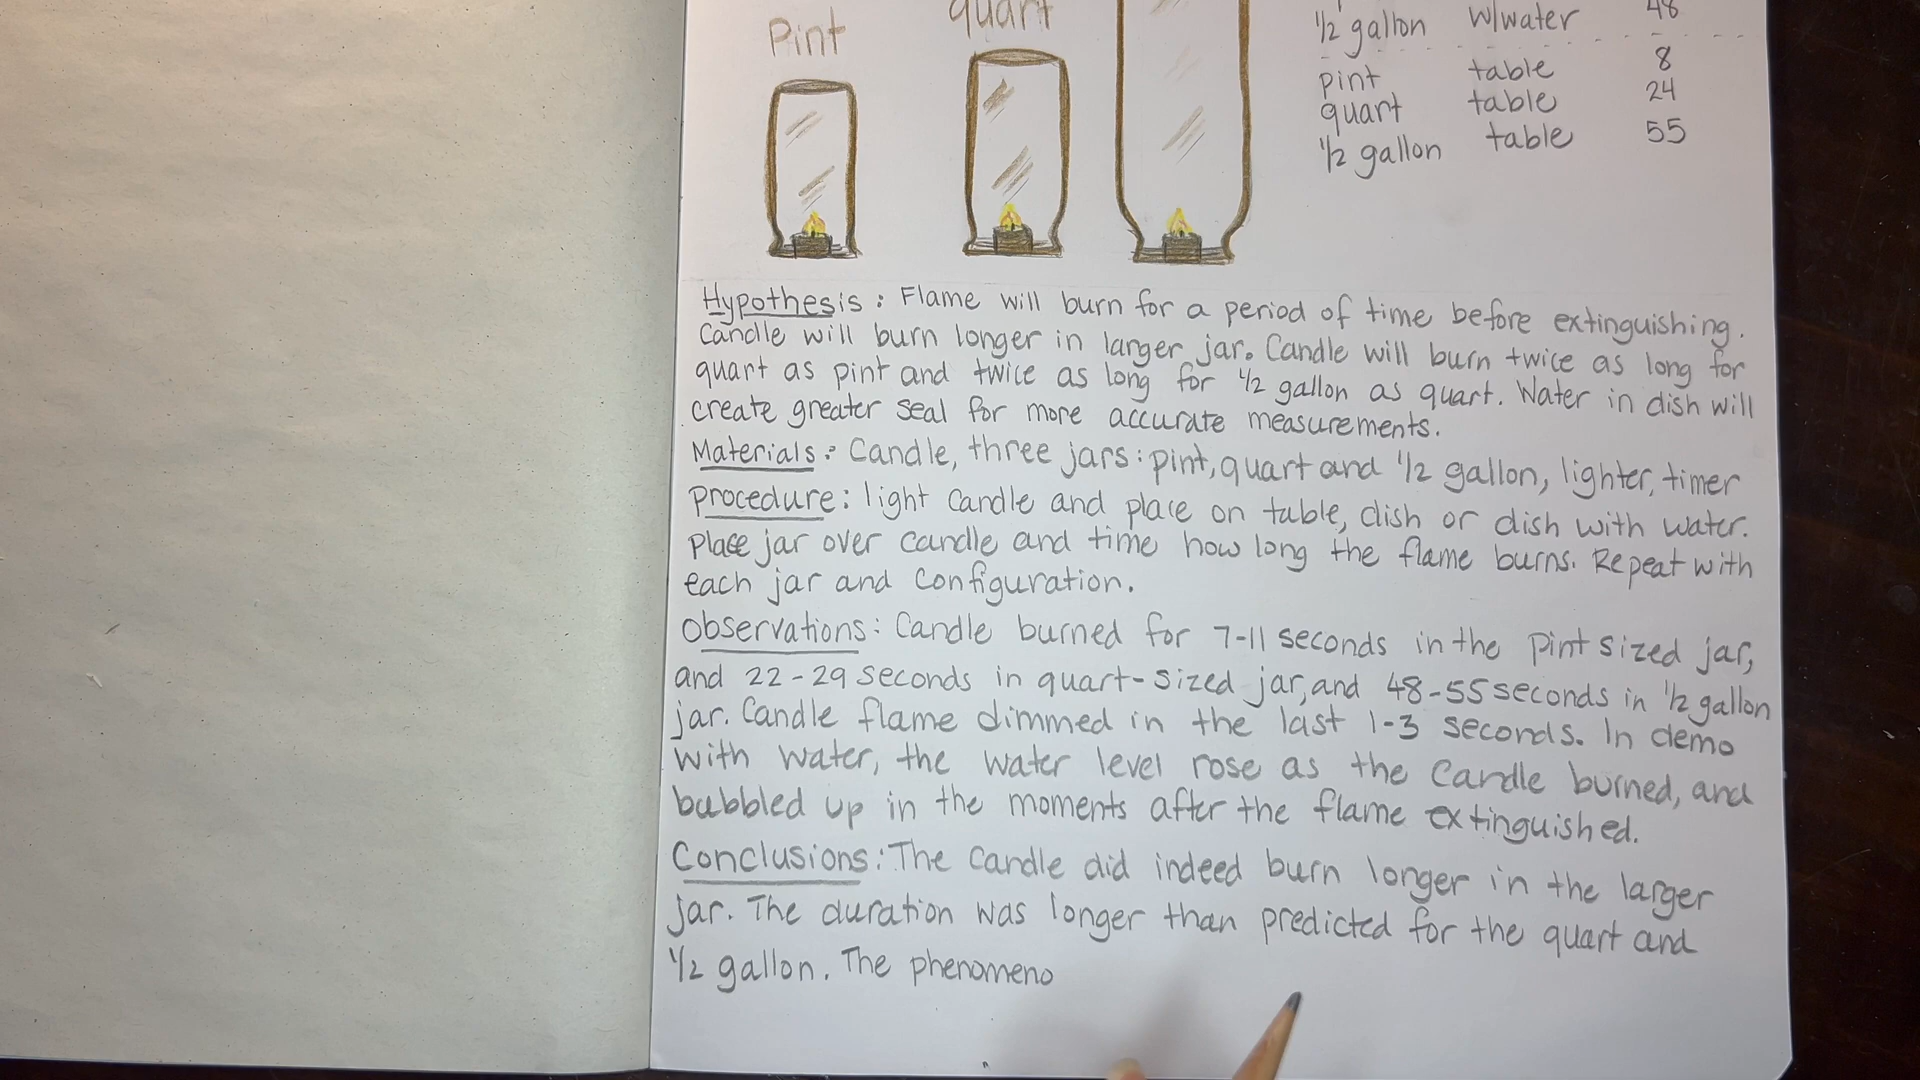 Pint
quart
1/2 gallon w/water 48
pint table 8
quart table 24
1/2 gallon table 55
Hypothesis: Flame will burn for a period of time before extinguishing.
Candle will burn longer in larger jar. Candle will burn twice as long for
quart as pint and twice as long for 1/2 gallon as quart. Water in dish will
create greater seal for more accurate measurements.
Materials: Candle, three jars: pint, quart and 1/2 gallon, lighter, timer
Procedure: light candle and place on table, dish or dish with water.
Place jar over candle and time how long the flame burns. Repeat with
each jar and configuration.
Observations: Candle burned for 7-11 seconds in the pint sized jar,
and 22-29 seconds in quart-sized jar, and 48-55 seconds in 1/2 gallon
jar. Candle flame dimmed in the last 1-3 seconds. In demo
with water, the water level rose as the candle burned, and
bubbled up in the moments after the flame extinguished.
Conclusions: The candle did indeed burn longer in the larger
jar. The duration was longer than predicted for the quart and
1/2 gallon. The phenomeno